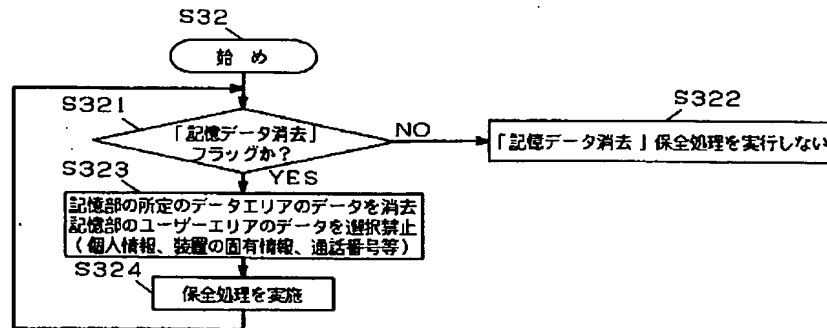 S32
始め
S321
「記憶データ消去」
フラッグか?
NO
S322
「記憶データ消去」保全処理を実行しない
YES
S323
記憶部の所定のデータエリアのデータを消去
記憶部のユーザーエリアのデータを選択禁止
(個人情報、装置の固有情報、通話番号等)
S324
保全処理を実施